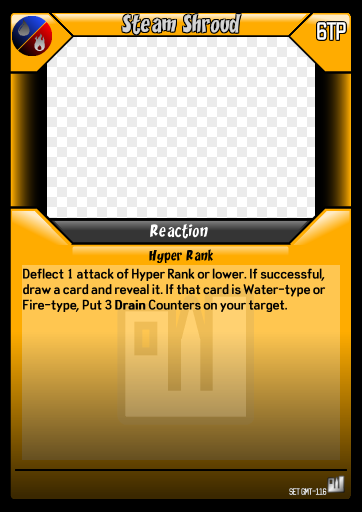 Steam Shroud
6TP
Reaction
Hyper Rank
Deflect 1 attack of Hyper Rank or lower. If successful,
draw a card and reveal it. If that card is Water-type or
Fire-type, Put 3 Drain Counters on your target.
SET GMT-116